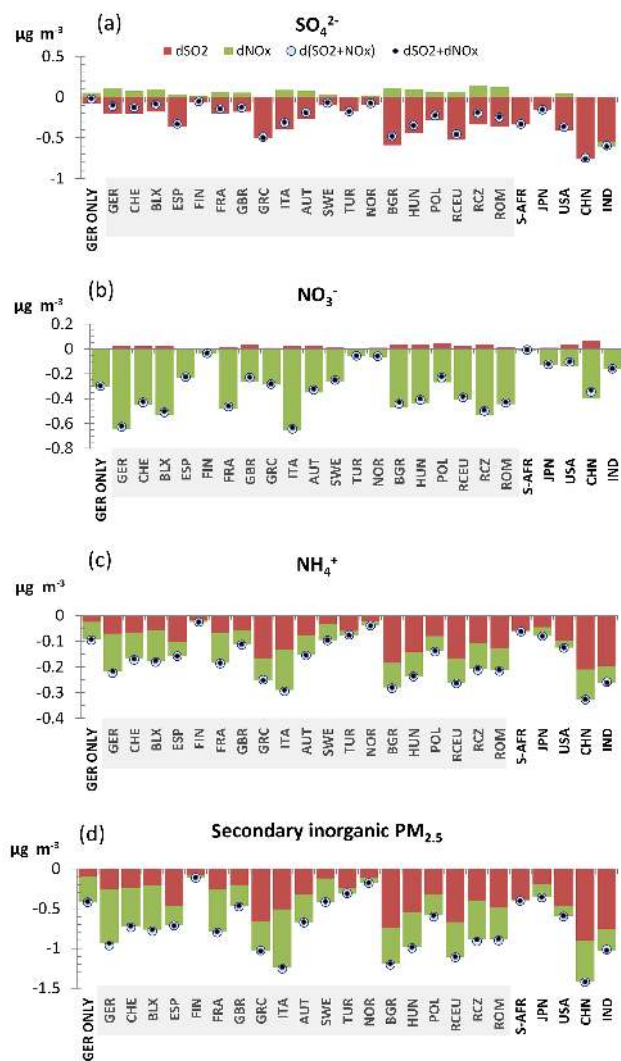 (a)
SO₄²⁻
µg m⁻³
dSO2 dNOx d(SO2+NOx) dSO2+dNOx
0.5
0
-0.5
-1
GER ONLY GER CHE BLX ESP FIN FRA GBR GRC ITA AUT SWE TUR NOR BGR HUN POL RCEU RCZ ROM S-AFR JPN USA CHN IND
(b)
NO₃⁻
µg m⁻³
0.2
0
-0.2
-0.4
-0.6
-0.8
GER ONLY GER CHE BLX ESP FIN FRA GBR GRC ITA AUT SWE TUR NOR BGR HUN POL RCEU RCZ ROM S-AFR JPN USA CHN IND
(c)
NH₄⁺
µg m⁻³
0
-0.1
-0.2
-0.3
-0.4
GER ONLY GER CHE BLX ESP FIN FRA GBR GRC ITA AUT SWE TUR NOR BGR HUN POL RCEU RCZ ROM S-AFR JPN USA CHN IND
(d)
Secondary inorganic PM₂.₅
µg m⁻³
0
-0.5
-1
-1.5
GER ONLY GER CHE BLX ESP FIN FRA GBR GRC ITA AUT SWE TUR NOR BGR HUN POL RCEU RCZ ROM S-AFR JPN USA CHN IND